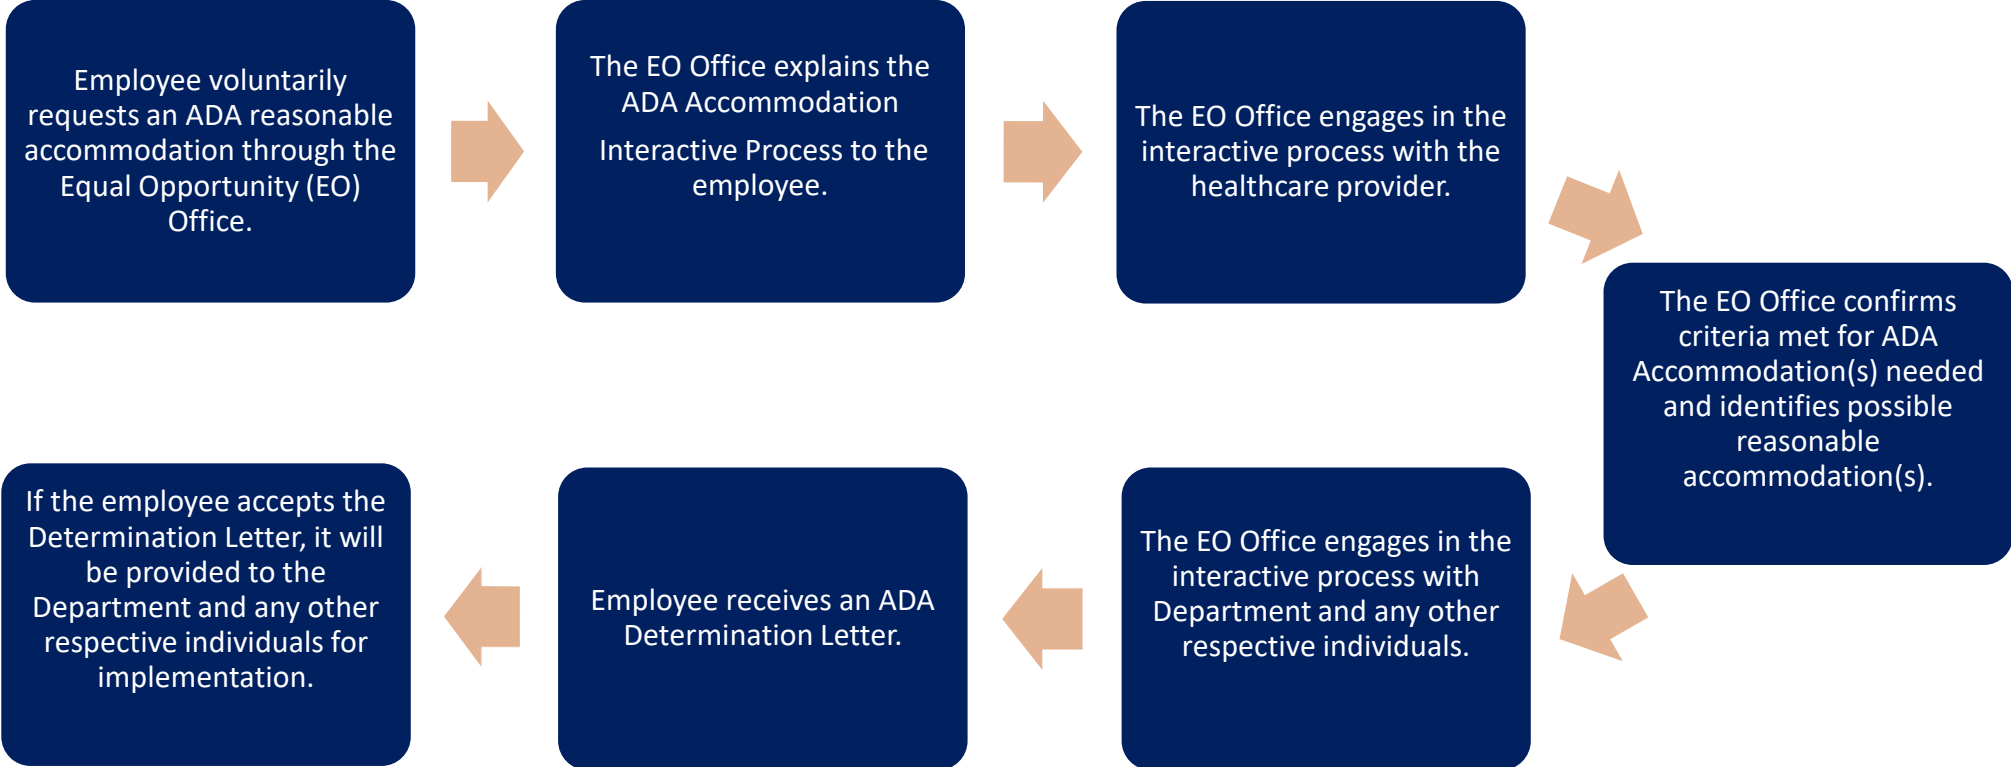 Employee voluntarily
requests an ADA reasonable
accommodation through the
Equal Opportunity (EO)
Office.
The EO Office explains the
ADA Accommodation
Interactive Process to the
employee.
The EO Office engages in the
interactive process with the
healthcare provider.
The EO Office confirms
criteria met for ADA
Accommodation(s) needed
and identifies possible
reasonable
accommodation(s).
The EO Office engages in the
interactive process with
Department and any other
respective individuals.
Employee receives an ADA
Determination Letter.
If the employee accepts the
Determination Letter, it will
be provided to the
Department and any other
respective individuals for
implementation.